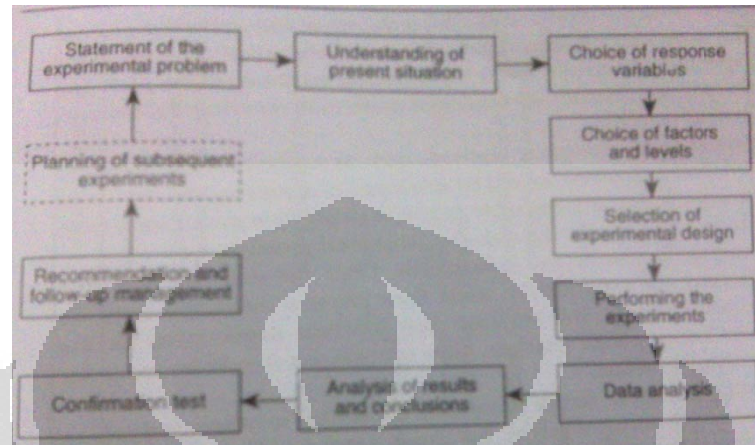 Statement of the
experimental problem
Understanding of
present situation
Choice of response
variables
Choice of factors
and levels
Selection of
experimental design
Performing the
experiments
Data analysis
Analysis of results
and conclusions
Confirmation test
Recommendation and
follow-up management
Planning of subsequent
experiments